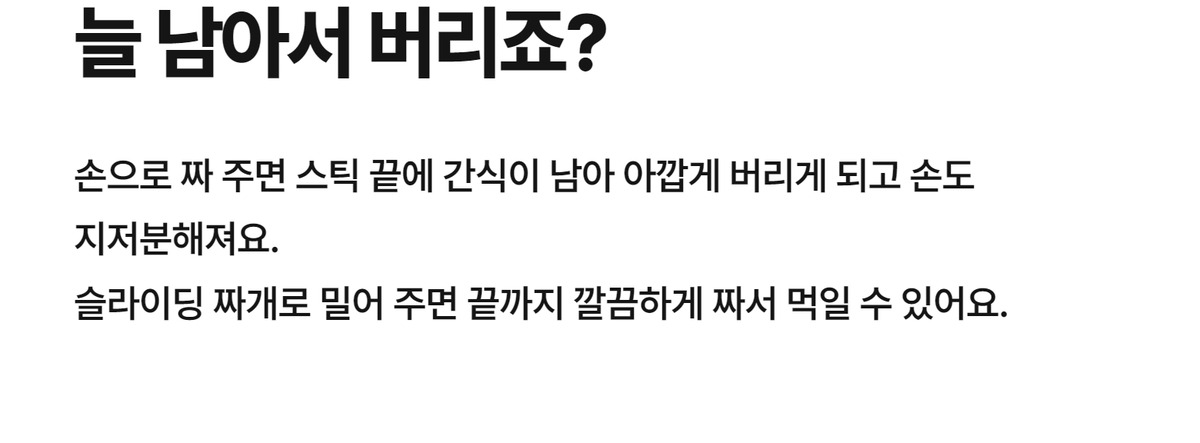 늘 남아서 버리죠?
손으로 짜 주면 스틱 끝에 간식이 남아 아깝게 버리게 되고 손도
지저분해져요.
슬라이딩 짜개로 밀어 주면 끝까지 깔끔하게 짜서 먹일 수 있어요.